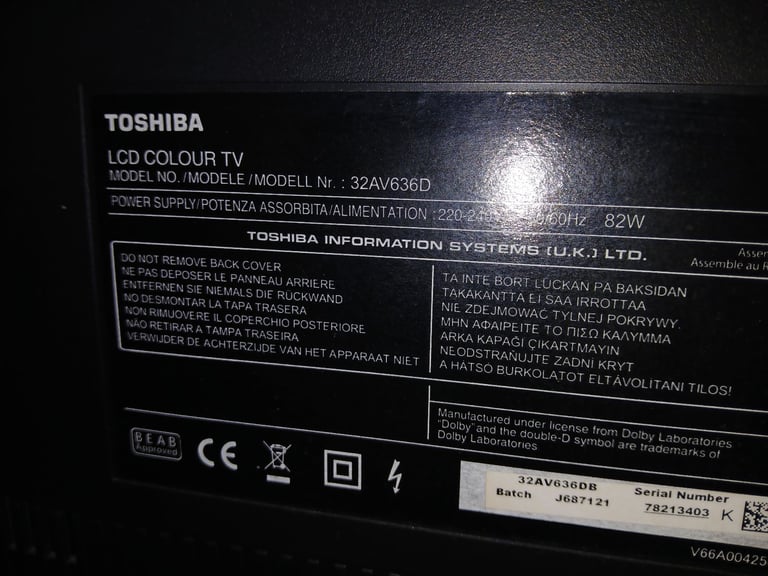 TOSHIBA
LCD COLOUR TV
MODEL NO./MODELE/MODELL Nr. : 32AV636D
POWER SUPPLY/POTENZA ASSORBITA/ALIMENTATION :220-240 /60Hz 82W
TOSHIBA INFORMATION SYSTEMS (U.K.) LTD.
Assemble au
DO NOT REMOVE BACK COVER
NE PAS DEPOSER LE PANNEAU ARRIERE
ENTFERNEN SIE NIEMALS DIE RÜCKWAND
NO DESMONTAR LA TAPA TRASERA
NON RIMUOVERE IL COPERCHIO POSTERIORE
NÃO RETIRAR A TAMPA TRASEIRA
VERWIJDER DE ACHTERZIJDE VAN HET APPARAAT NIET
TA INTE BORT LUCKAN PÅ BAKSIDAN
TAKAKANTTA EI SAA IRROTTAA
NIE ZDEJMOWAĆ TYLNEJ POKRYWY.
ΜΗΝ ΑΦΑΙΡΕΙΤΕ ΤΟ ΠΙΣΩ ΚΑΛΥΜΜΑ
ARKA KAPAĞI ÇIKARTMAYIN
NEODSTRAŇUJTE ZADNÍ KRYT
A HÁTSÓ BURKOLATOT ELTÁVOLITANI TILOS!
Manufactured under license from Dolby Laboratories
"Dolby" and the double-D symbol are trademarks of
Dolby Laboratories
BEAB
Approved
CE
32AV636DB
Batch J687121
Serial Number
78213403 K
V66A00425